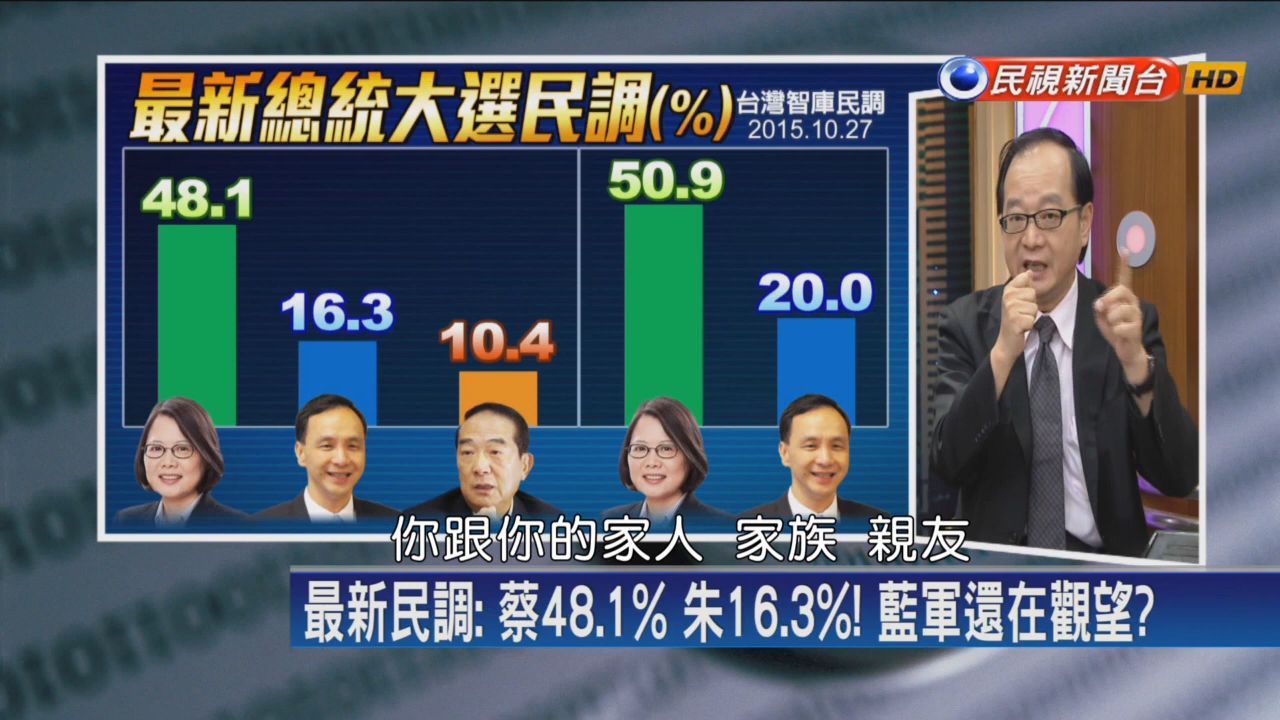 最新總統大選民調(%)
台灣智庫民調
2015.10.27
民視新聞台 HD
48.1
16.3
10.4
50.9
20.0
你跟你的家人 家族 親友
最新民調: 蔡48.1% 朱16.3%! 藍軍還在觀望?